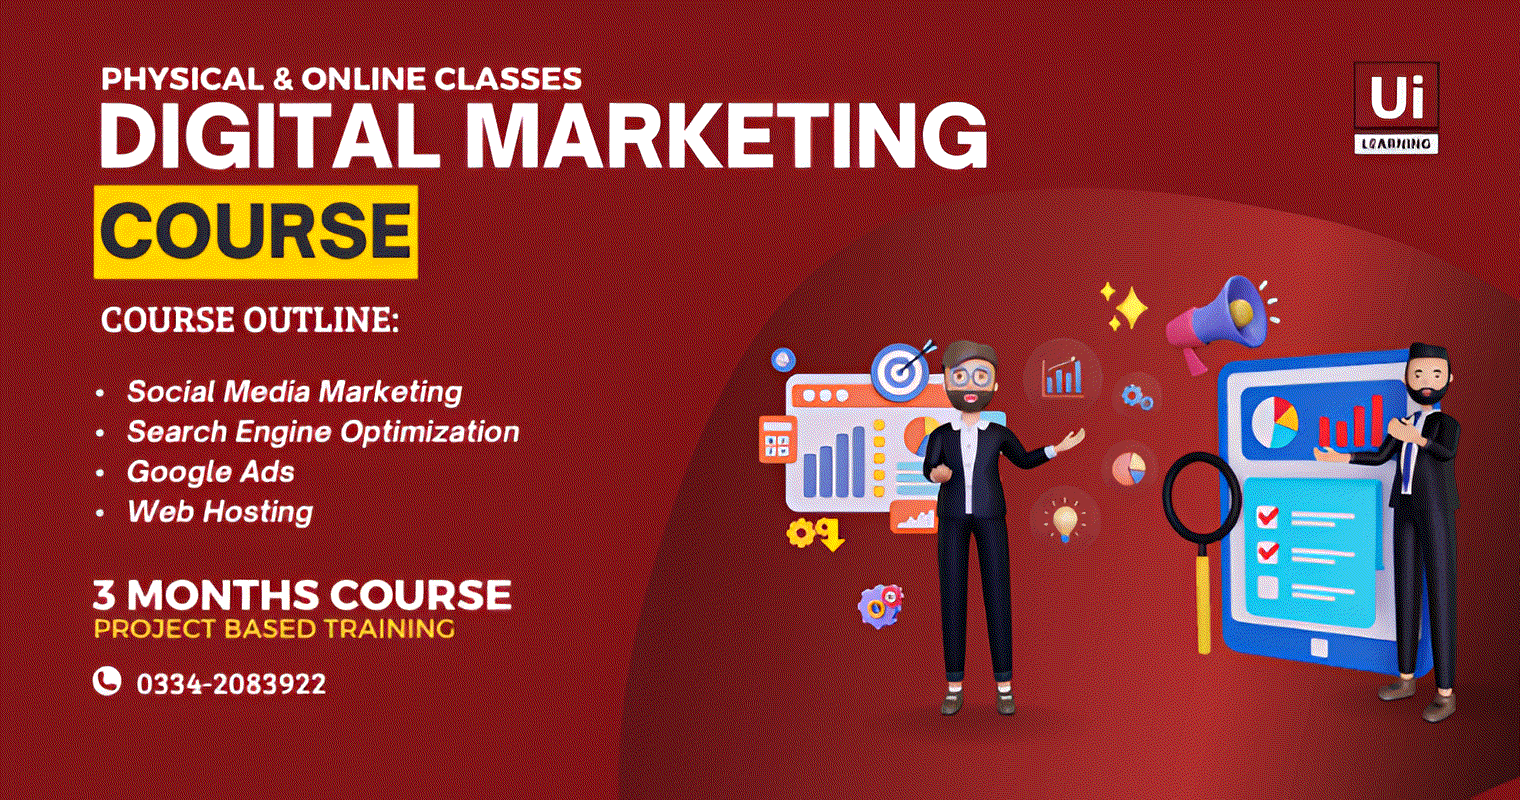 PHYSICAL & ONLINE CLASSES
DIGITAL MARKETING
COURSE
COURSE OUTLINE:
• Social Media Marketing
• Search Engine Optimization
• Google Ads
• Web Hosting
3 MONTHS COURSE
PROJECT BASED TRAINING
0334-2083922
Ui
LEARNING